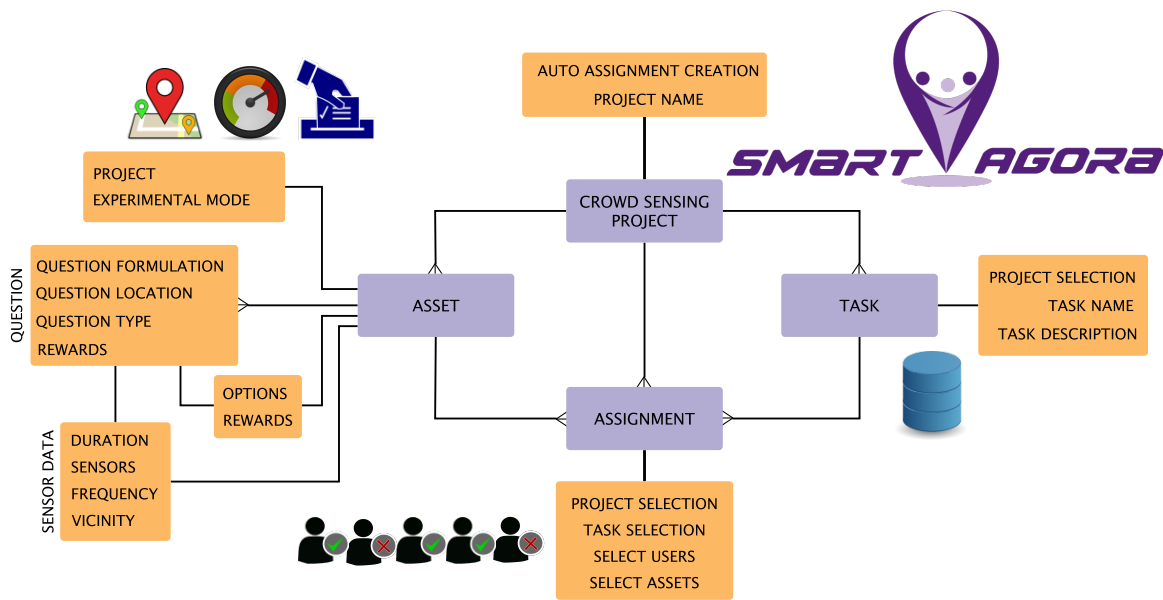 AUTO ASSIGNMENT CREATION
PROJECT NAME
SMART AGORA
PROJECT
EXPERIMENTAL MODE
CROWD SENSING
PROJECT
QUESTION
QUESTION FORMULATION
QUESTION LOCATION
QUESTION TYPE
REWARDS
ASSET
TASK
PROJECT SELECTION
TASK NAME
TASK DESCRIPTION
OPTIONS
REWARDS
ASSIGNMENT
SENSOR DATA
DURATION
SENSORS
FREQUENCY
VICINITY
PROJECT SELECTION
TASK SELECTION
SELECT USERS
SELECT ASSETS